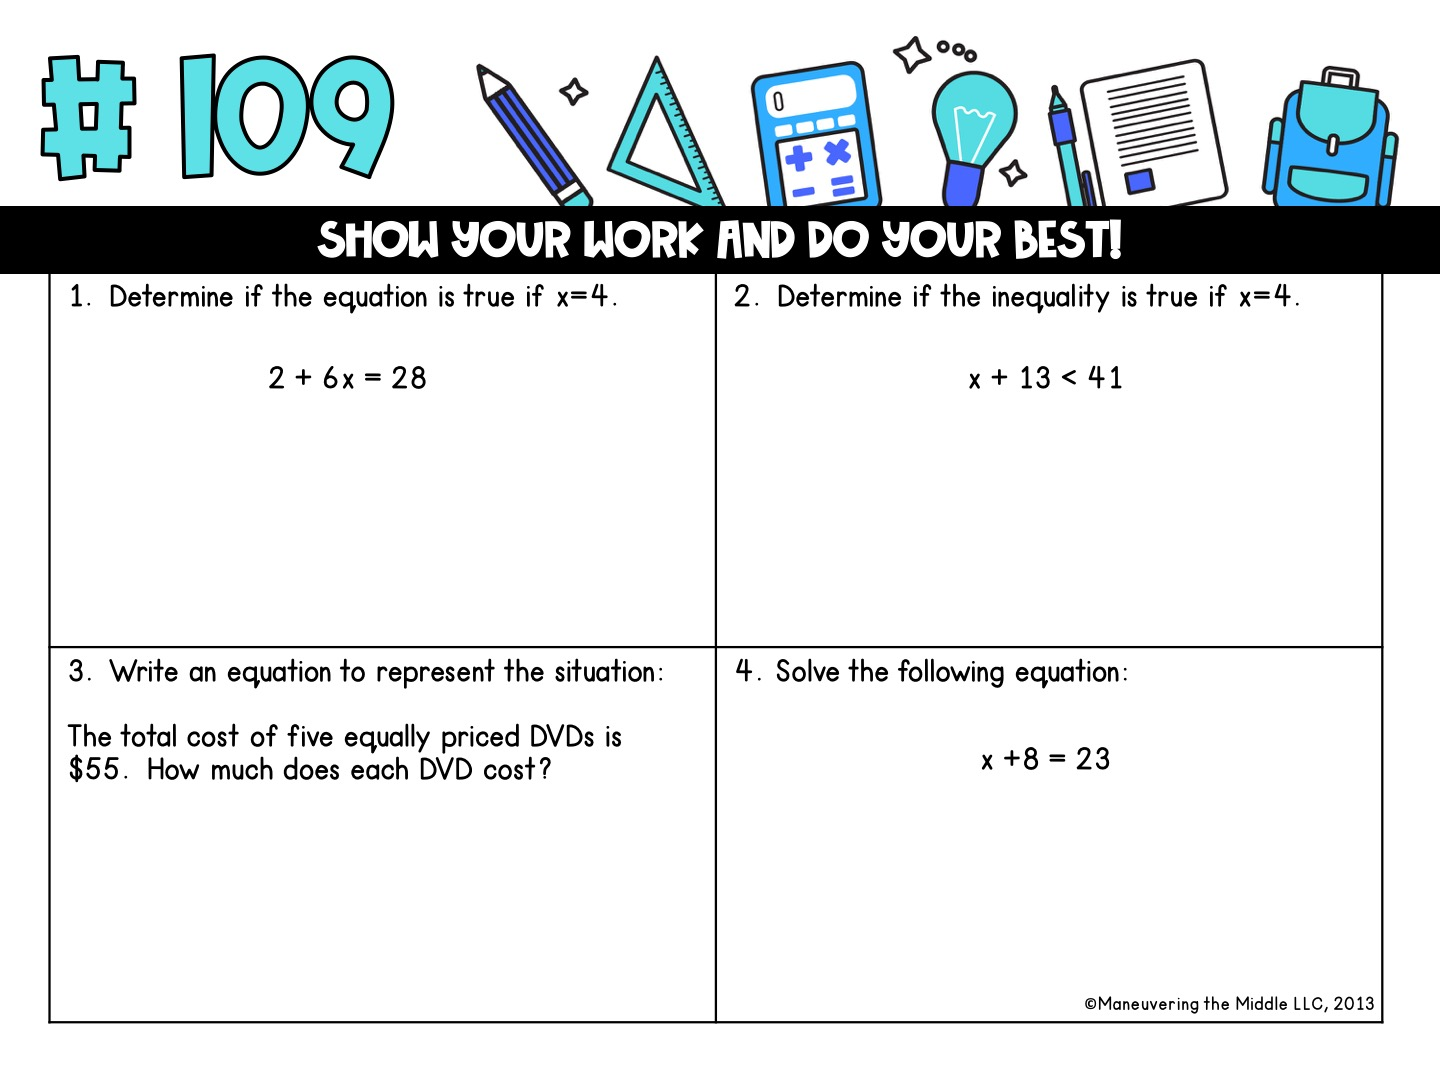 # 109
0
SHOW YOUR WORK AND DO YOUR BEST!
1. Determine if the equation is true if x=4.
2 + 6x = 28
2. Determine if the inequality is true if x=4.
x + 13 < 41
3. Write an equation to represent the situation:
The total cost of five equally priced DVDs is
$55. How much does each DVD cost?
4. Solve the following equation:
x +8 = 23
©Maneuvering the Middle LLC, 2013